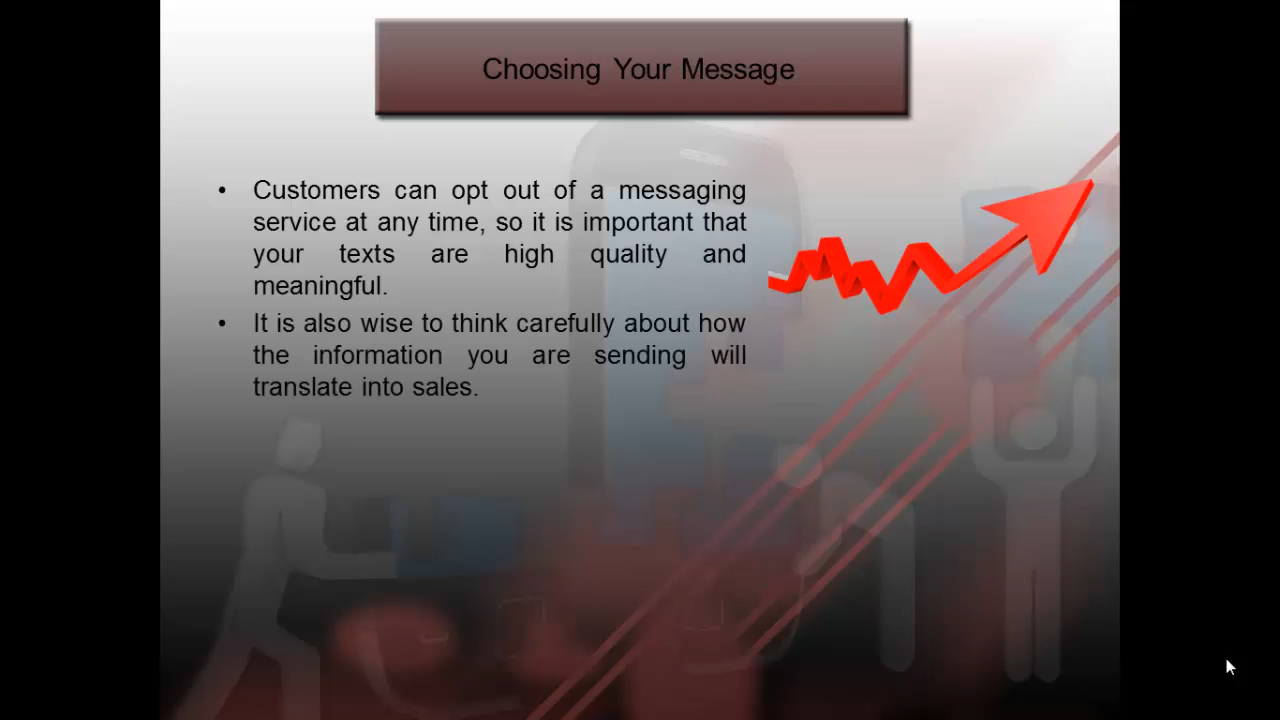 Choosing Your Message
• Customers can opt out of a messaging
service at any time, so it is important that
your texts are high quality and
meaningful.
• It is also wise to think carefully about how
the information you are sending will
translate into sales.